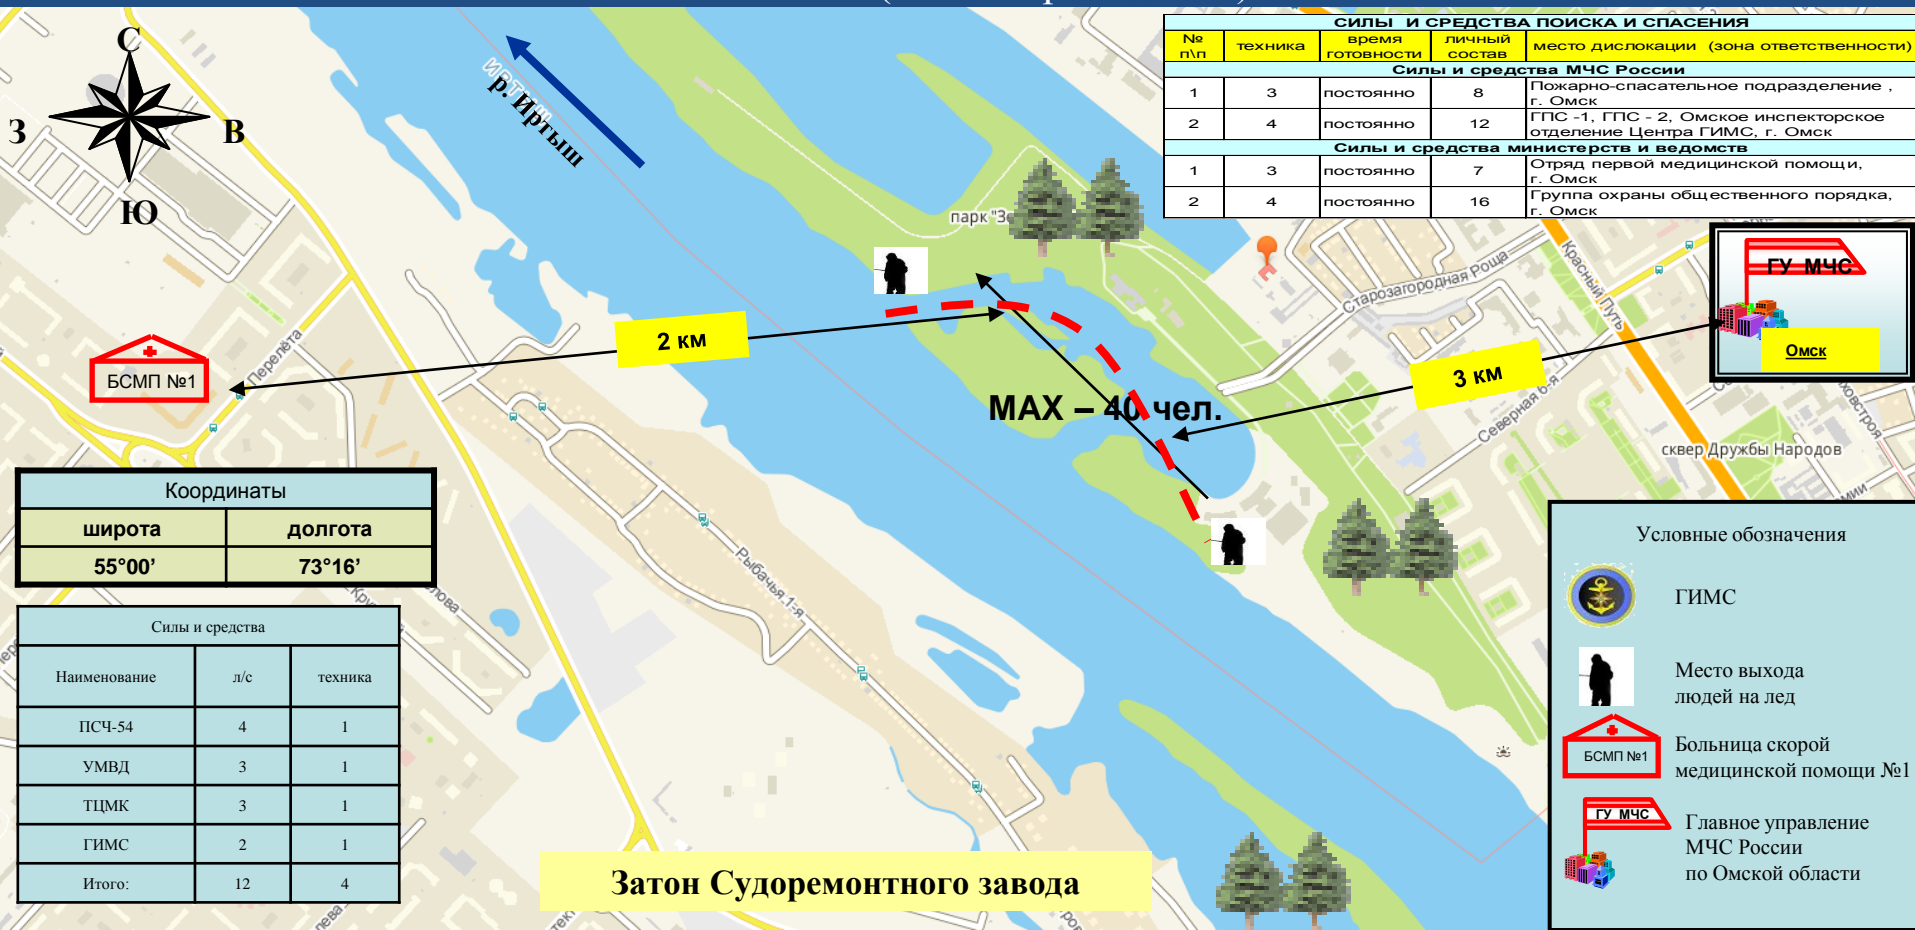 СИЛЫ И СРЕДСТВА ПОИСКА И СПАСЕНИЯ
№ п\п техника время готовности личный состав место дислокации (зона ответственности)
Силы и средства МЧС России
1 3 постоянно 8 Пожарно-спасательное подразделение , г. Омск
2 4 постоянно 12 ГПС -1, ГПС - 2, Омское инспекторское отделение Центра ГИМС, г. Омск
Силы и средства министерств и ведомств
1 3 постоянно 7 Отряд первой медицинской помощи, г. Омск
2 4 постоянно 16 Группа охраны общественного порядка, г. Омск
С
З
В
Ю
ИРТЫШ
р. Иртыш
парк
Старозагородная Роща
Красный Путь
ГУ МЧС
Омск
2 км
3 км
БСМП №1
Перелёта
МАХ – 40 чел.
Северная 6-я
сквер Дружбы Народов
Координаты
широта долгота
55°00’ 73°16’
Рыбачья 1-я
Силы и средства
Наименование л/с техника
ПСЧ-54 4 1
УМВД 3 1
ТЦМК 3 1
ГИМС 2 1
Итого: 12 4
Затон Судоремонтного завода
Условные обозначения
ГИМС
Место выхода
людей на лед
БСМП №1
Больница скорой
медицинской помощи №1
ГУ МЧС
Главное управление
МЧС России
по Омской области